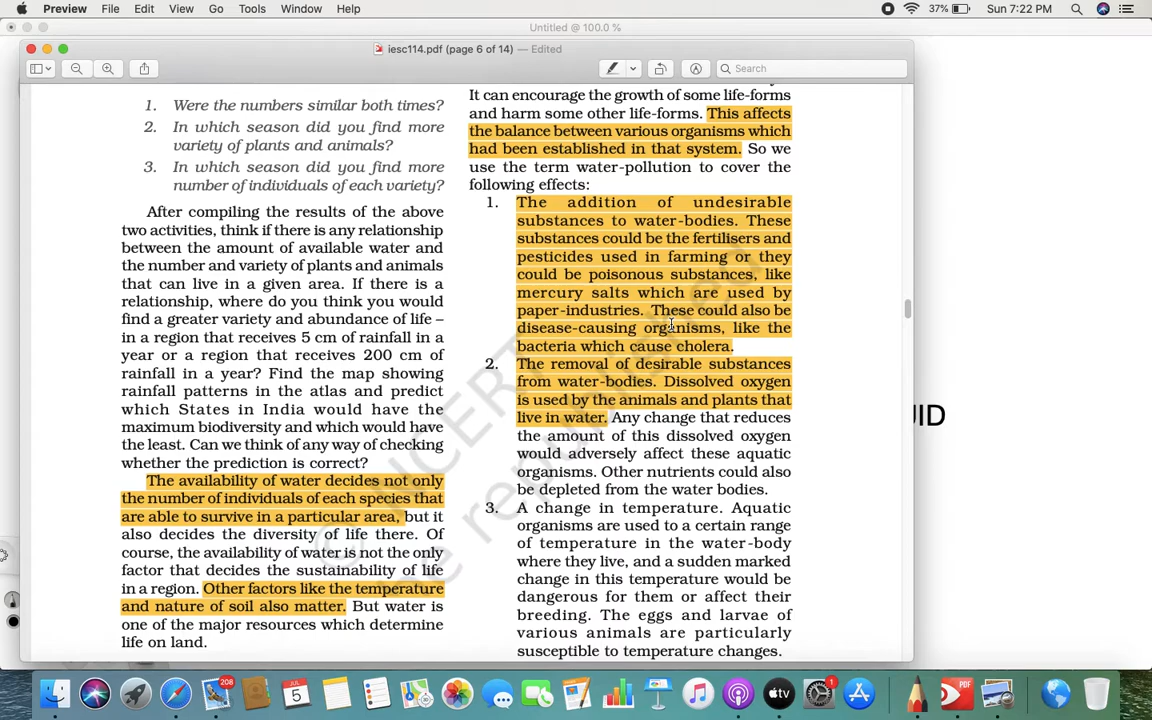 Preview File Edit View Go Tools Window Help 37% Sun 7:22 PM
Untitled @ 100.0 %
iesc114.pdf (page 6 of 14) — Edited
Search
1. Were the numbers similar both times?
2. In which season did you find more
variety of plants and animals?
3. In which season did you find more
number of individuals of each variety?
After compiling the results of the above
two activities, think if there is any relationship
between the amount of available water and
the number and variety of plants and animals
that can live in a given area. If there is a
relationship, where do you think you would
find a greater variety and abundance of life –
in a region that receives 5 cm of rainfall in a
year or a region that receives 200 cm of
rainfall in a year? Find the map showing
rainfall patterns in the atlas and predict
which States in India would have the
maximum biodiversity and which would have
the least. Can we think of any way of checking
whether the prediction is correct?
The availability of water decides not only
the number of individuals of each species that
are able to survive in a particular area, but it
also decides the diversity of life there. Of
course, the availability of water is not the only
factor that decides the sustainability of life
in a region. Other factors like the temperature
and nature of soil also matter. But water is
one of the major resources which determine
life on land.
It can encourage the growth of some life-forms
and harm some other life-forms. This affects
the balance between various organisms which
had been established in that system. So we
use the term water-pollution to cover the
following effects:
1. The addition of undesirable
substances to water-bodies. These
substances could be the fertilisers and
pesticides used in farming or they
could be poisonous substances, like
mercury salts which are used by
paper-industries. These could also be
disease-causing organisms, like the
bacteria which cause cholera.
2. The removal of desirable substances
from water-bodies. Dissolved oxygen
is used by the animals and plants that
live in water. Any change that reduces
the amount of this dissolved oxygen
would adversely affect these aquatic
organisms. Other nutrients could also
be depleted from the water bodies.
3. A change in temperature. Aquatic
organisms are used to a certain range
of temperature in the water-body
where they live, and a sudden marked
change in this temperature would be
dangerous for them or affect their
breeding. The eggs and larvae of
various animals are particularly
susceptible to temperature changes.
© NCERT
be republished
UID
208
JUL
5
tv
1
PDF